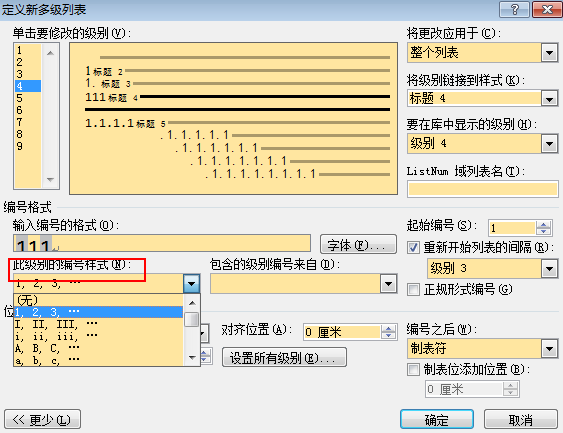 定义新多级列表
单击要修改的级别(V):
1
2
3
4
5
6
7
8
9
1标题 2
1. 标题 3
111标题 4
1.1.1.1标题 5
.1.1.1.1.1
.1.1.1.1.1.1
.1.1.1.1.1
.1.1.1.1.1.1
将更改应用于(C):
整个列表
将级别链接到样式(K):
标题 4
要在库中显示的级别(H):
级别 4
ListNum 域列表名(T):
编号格式
输入编号的格式(O):
111
字体(F)...
起始编号(S):
1
重新开始列表的间隔(R):
级别 3
正规形式编号(G)
此级别的编号样式(N):
1, 2, 3, …
包含的级别编号来自(D):
(无)
1, 2, 3, …
I, II, III, …
i, ii, iii, …
A, B, C, …
a, b, c, …
位
对齐位置(A):
0 厘米
设置所有级别(E)...
编号之后(W):
制表符
制表位添加位置(B):
0 厘米
<< 更少(L)
确定
取消